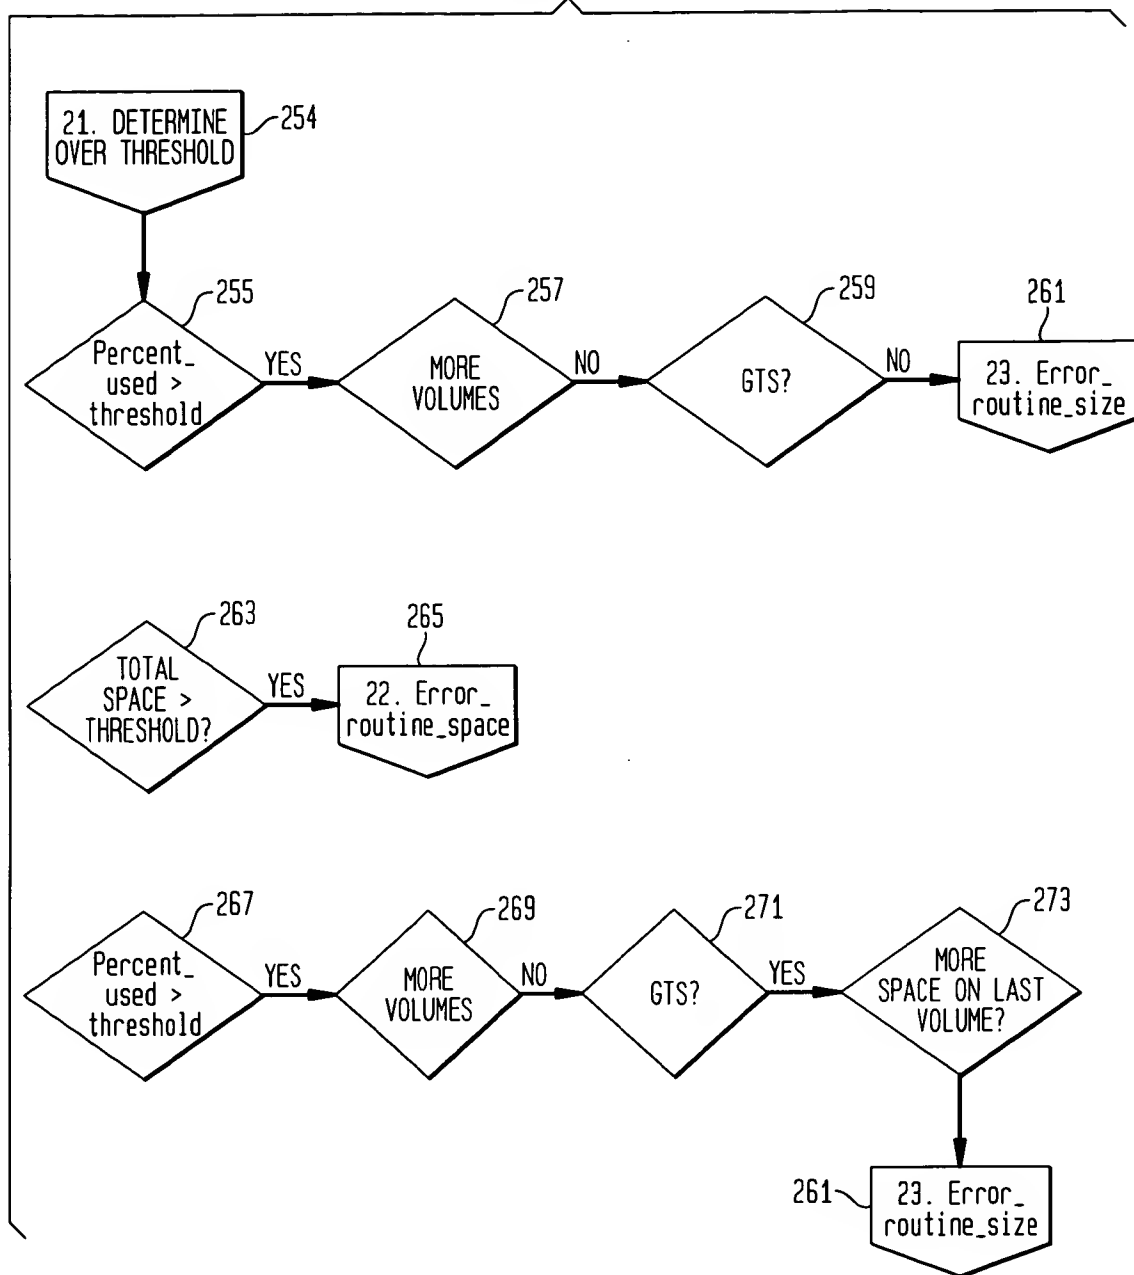 21. DETERMINE
OVER THRESHOLD
254
255
Percent_
used >
threshold
YES
257
MORE
VOLUMES
NO
259
GTS?
NO
261
23. Error_
routine_size
263
TOTAL
SPACE >
THRESHOLD?
YES
265
22. Error_
routine_space
267
Percent_
used >
threshold
YES
269
MORE
VOLUMES
NO
271
GTS?
YES
273
MORE
SPACE ON LAST
VOLUME?
261
23. Error_
routine_size